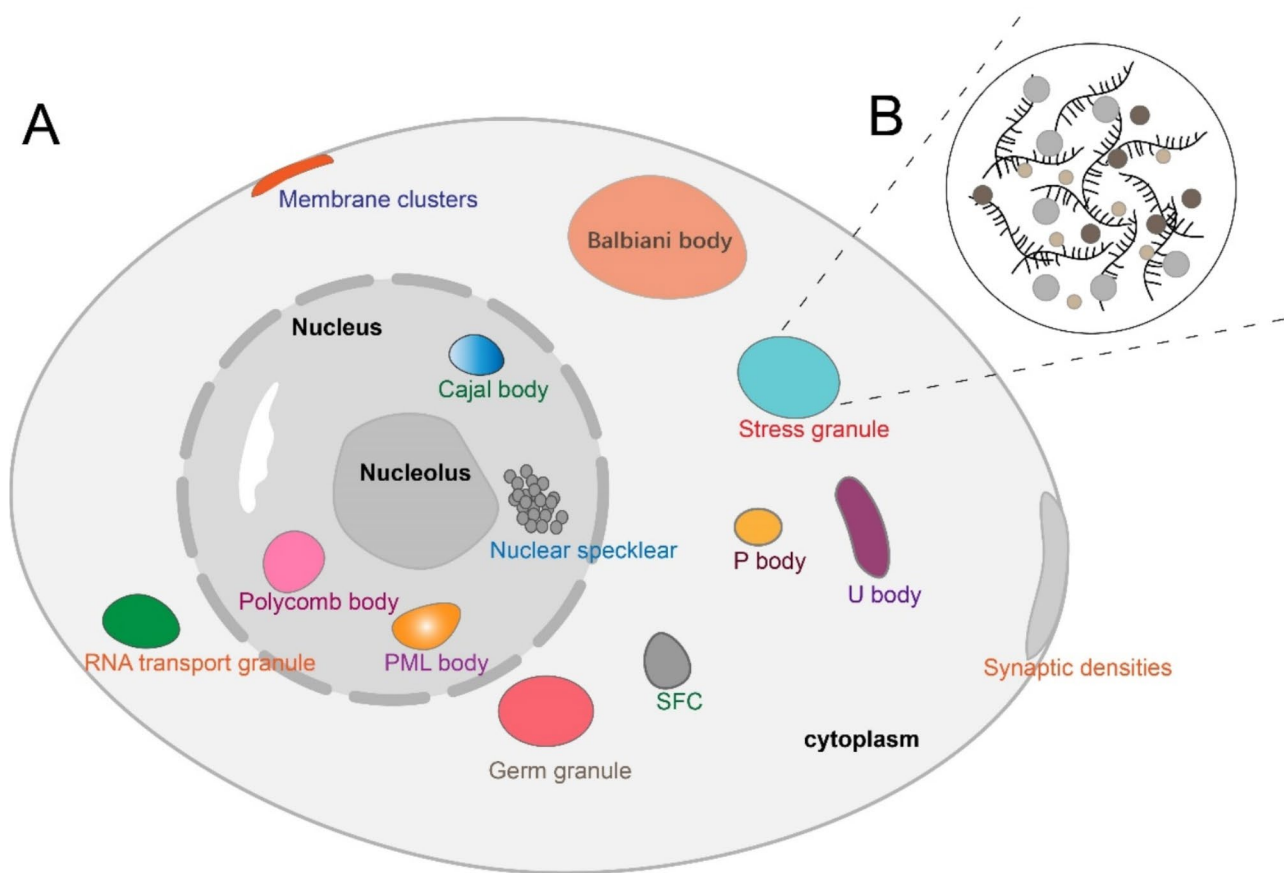 A
B
Membrane clusters
Balbiani body
Nucleus
Cajal body
Stress granule
Nucleolus
Nuclear specklear
P body
U body
Polycomb body
RNA transport granule
PML body
Synaptic densities
SFC
cytoplasm
Germ granule